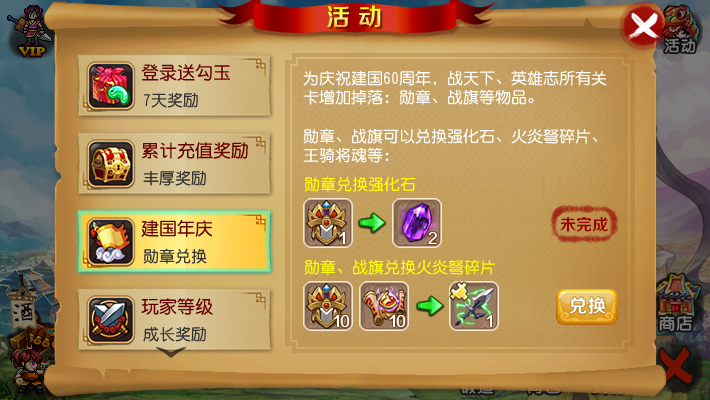 活动
VIP
活动
登录送勾玉
7天奖励
累计充值奖励
丰厚奖励
建国年庆
勋章兑换
玩家等级
成长奖励
为庆祝建国60周年，战天下、英雄志所有关
卡增加掉落：勋章、战旗等物品。
勋章、战旗可以兑换强化石、火炎弩碎片、
王骑将魂等：
勋章兑换强化石
1
2
未完成
勋章、战旗兑换火炎弩碎片
10
10
1
兑换
酒
商店